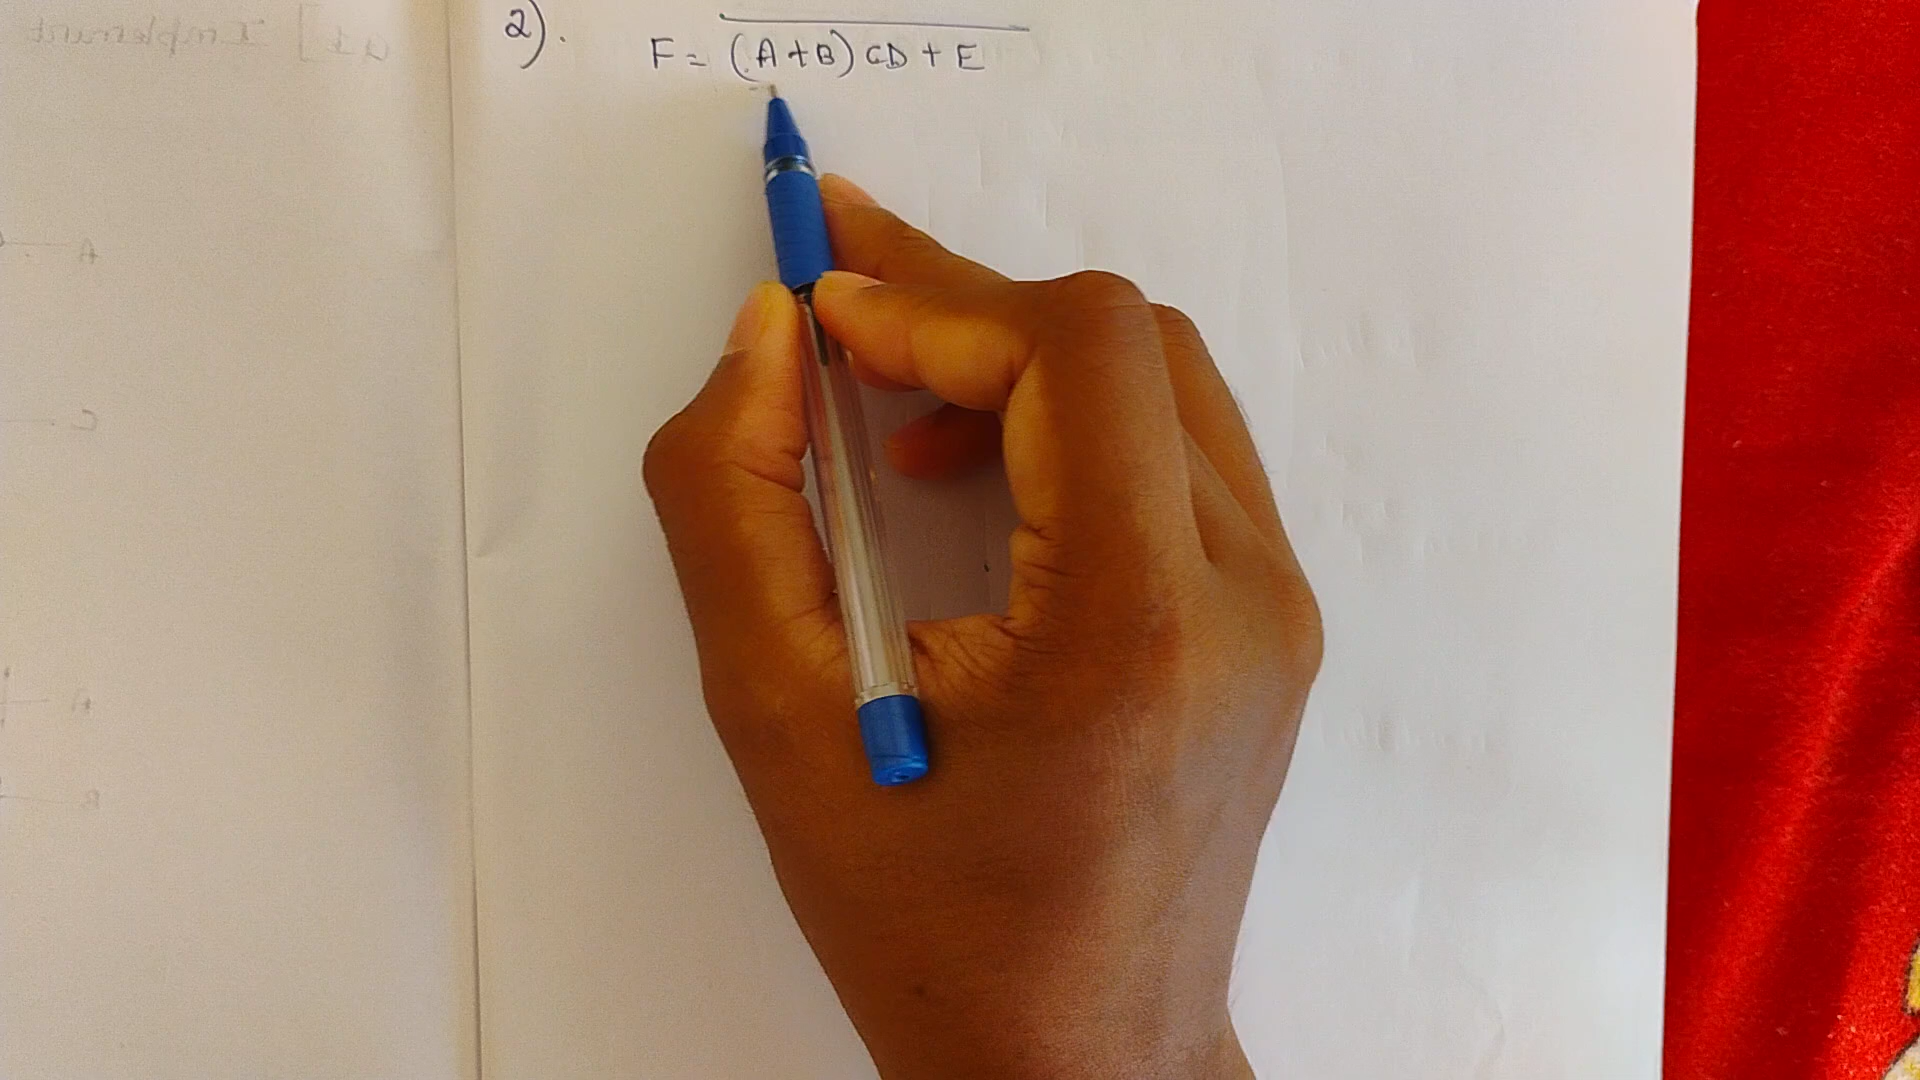 2).
F = (A+B) CD + E